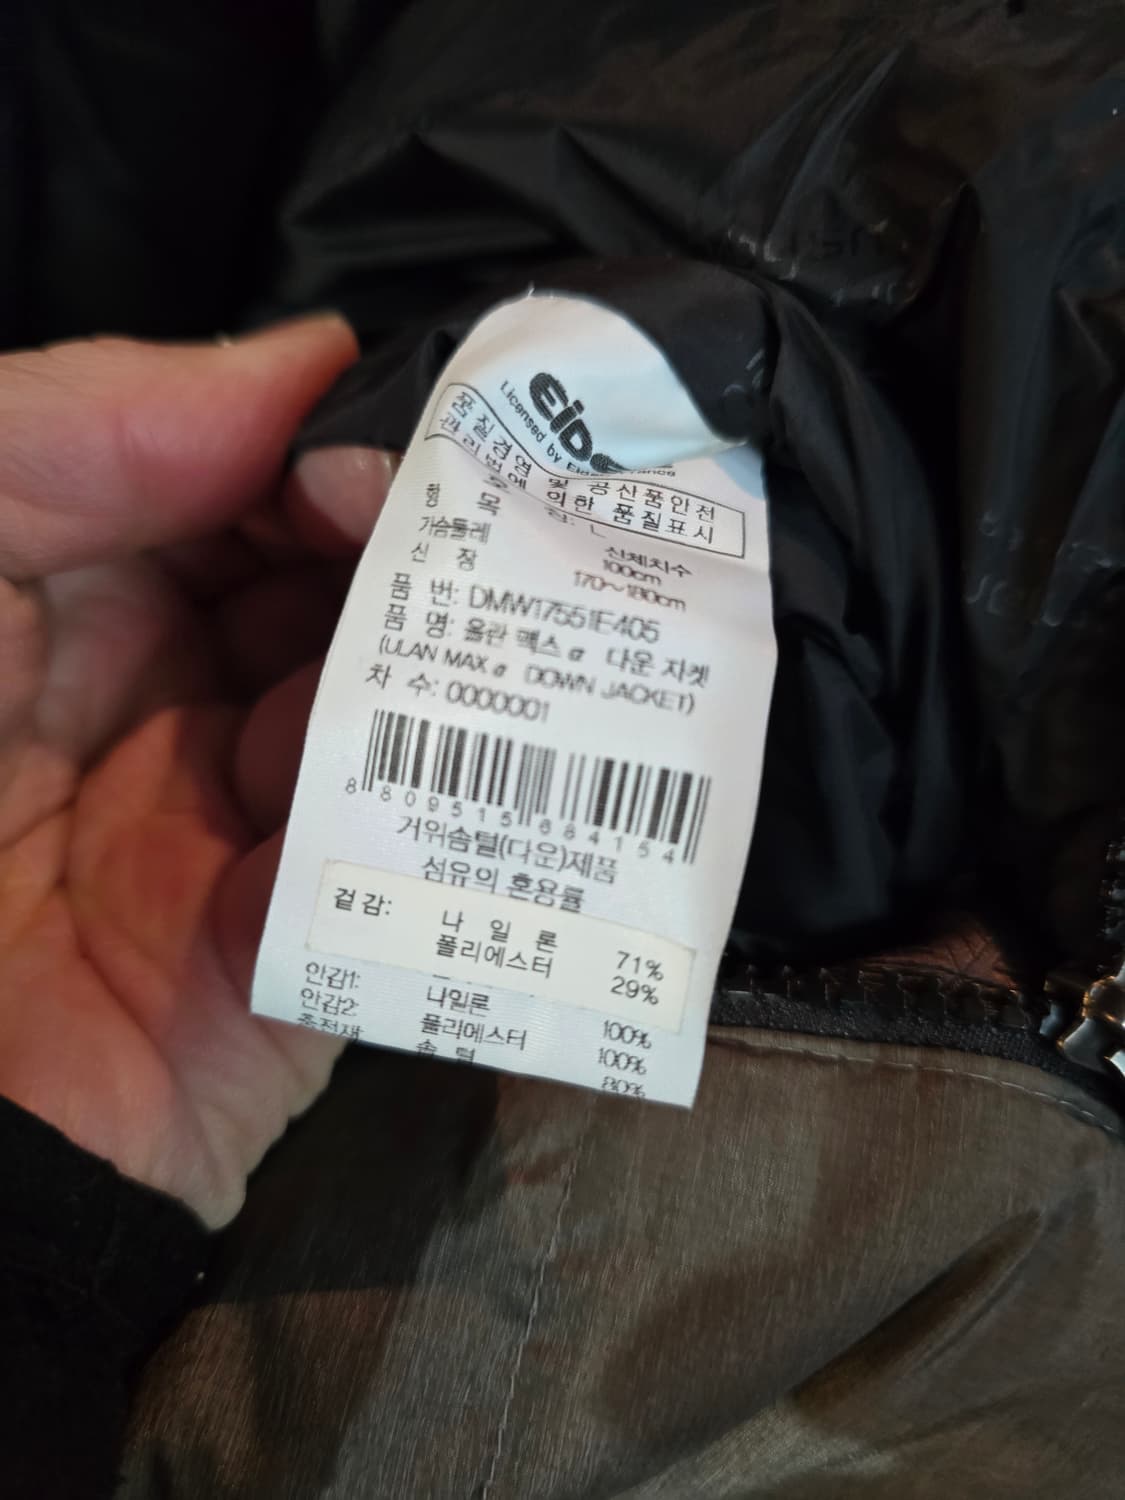 Licensed by
품질경영 및 공산품안전
관리법에 의한 품질표시
항 목
신체치수
가슴둘레 100cm
신 장 170~180cm
품 번: DMW17551E405
품 명: 울란 맥스 α 다운 자켓
(ULAN MAX α DOWN JACKET)
차 수: 0000001
8 809515 884154
거위솜털(다운)제품
섬유의 혼용률
겉감: 나 일 론 71%
폴리에스터 29%
안감1: 나일론 100%
안감2: 폴리에스터 100%
충전재: 솜 털 80%